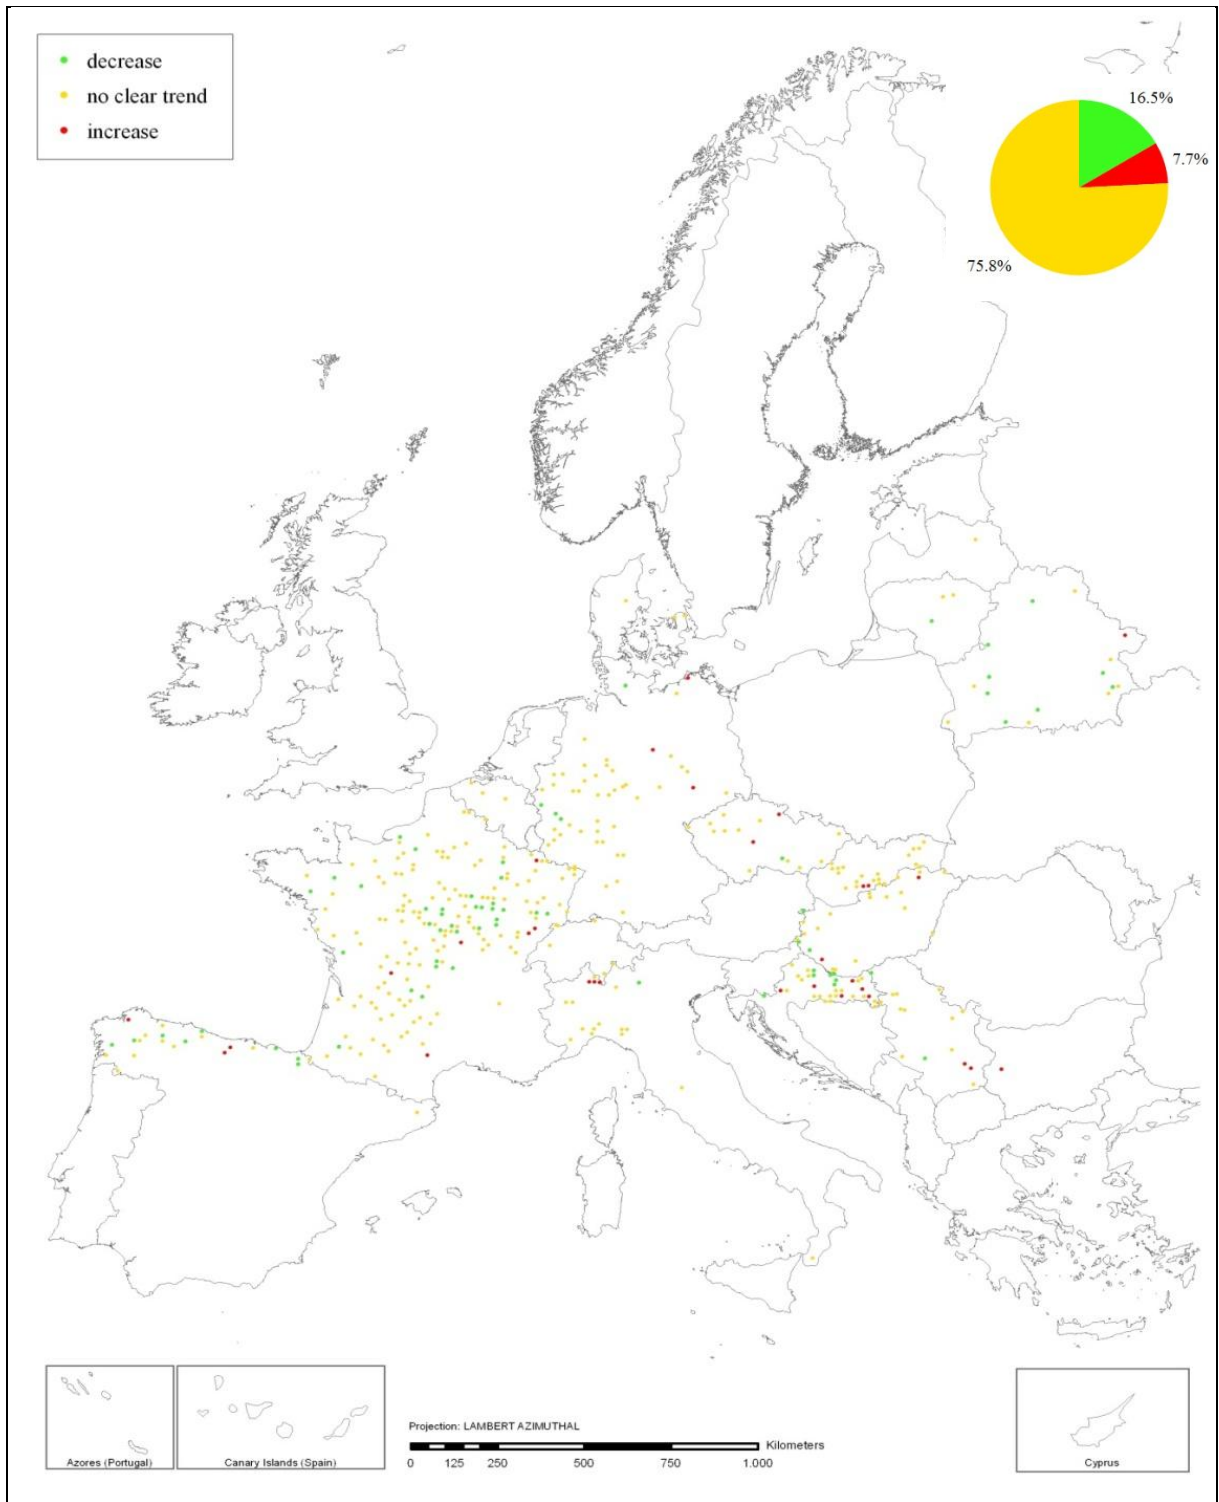 decrease
no clear trend
increase
16.5%
7.7%
75.8%
Projection: LAMBERT AZIMUTHAL
Kilometers
0 125 250 500 750 1.000
Azores (Portugal)
Canary Islands (Spain)
Cyprus